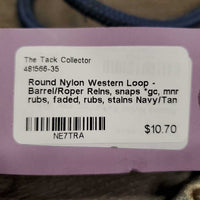 The Tack Collector
481566-35
Round Nylon Western Loop -
Barrel/Roper Reins, snaps *gc, mnr
rubs, faded, rubs, stains Navy/Tan
NE7TRA
$10.70